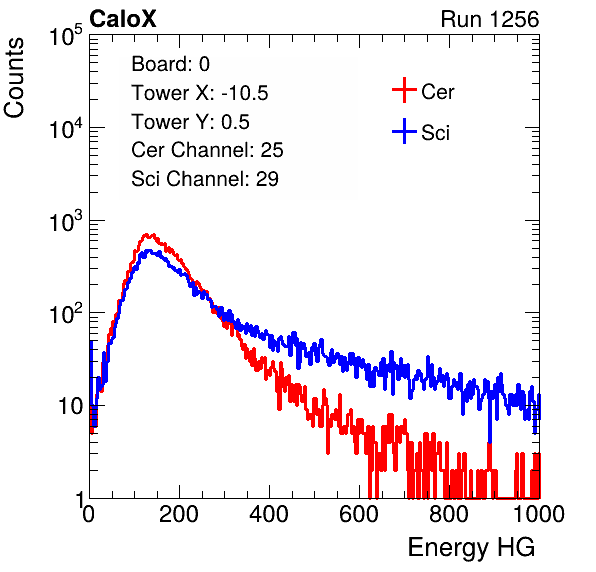 CaloX Run 1256
Counts
10^5
10^4
10^3
10^2
10
1
Board: 0
Tower X: -10.5
Tower Y: 0.5
Cer Channel: 25
Sci Channel: 29
Cer
Sci
0 200 400 600 800 1000
Energy HG